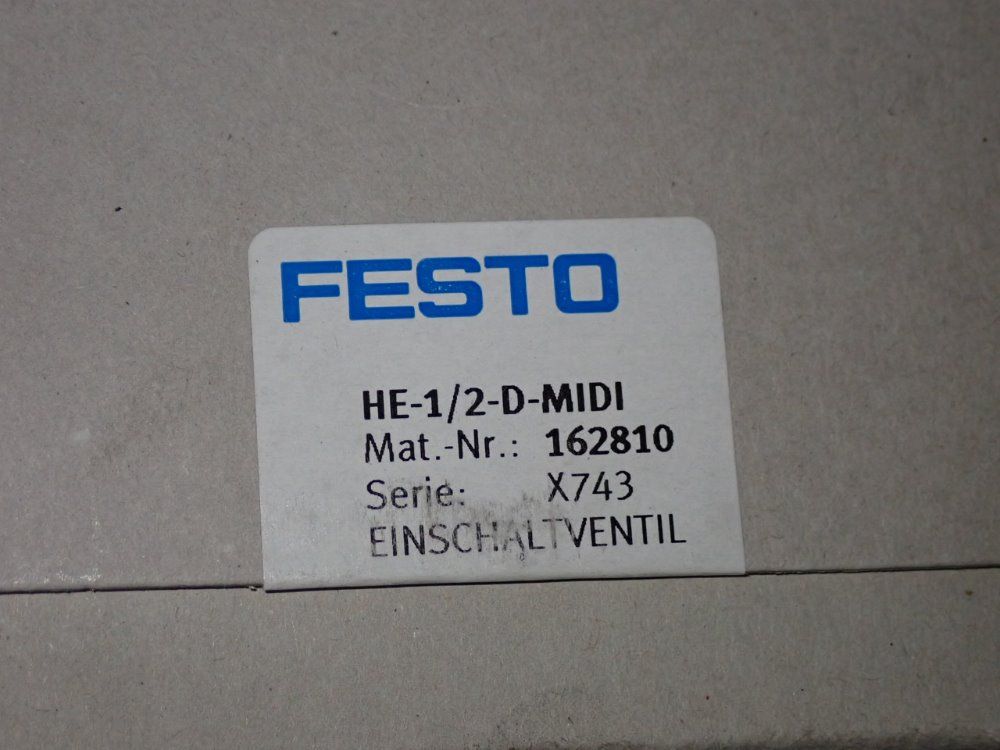 FESTO
HE-1/2-D-MIDI
Mat.-Nr.: 162810
Serie: X743
EINSCHALTVENTIL